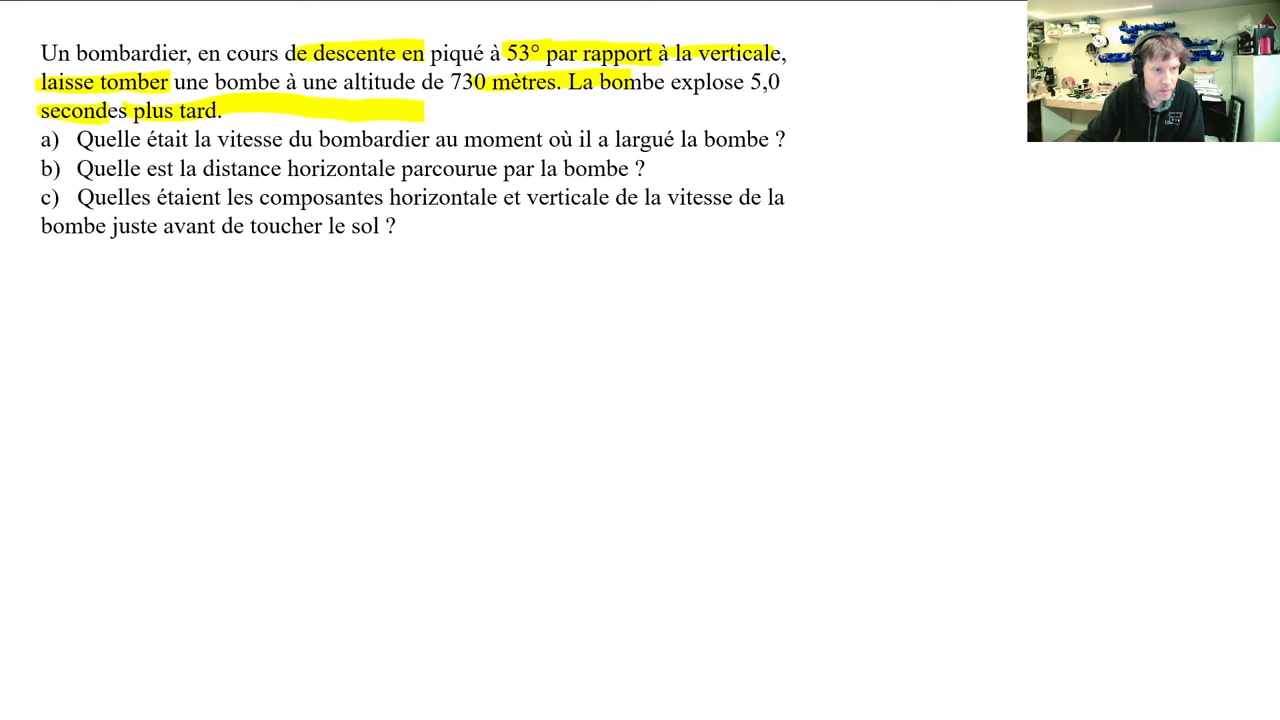 Un bombardier, en cours de descente en piqué à 53° par rapport à la verticale,
laisse tomber une bombe à une altitude de 730 mètres. La bombe explose 5,0
secondes plus tard.
a) Quelle était la vitesse du bombardier au moment où il a largué la bombe ?
b) Quelle est la distance horizontale parcourue par la bombe ?
c) Quelles étaient les composantes horizontale et verticale de la vitesse de la
bombe juste avant de toucher le sol ?